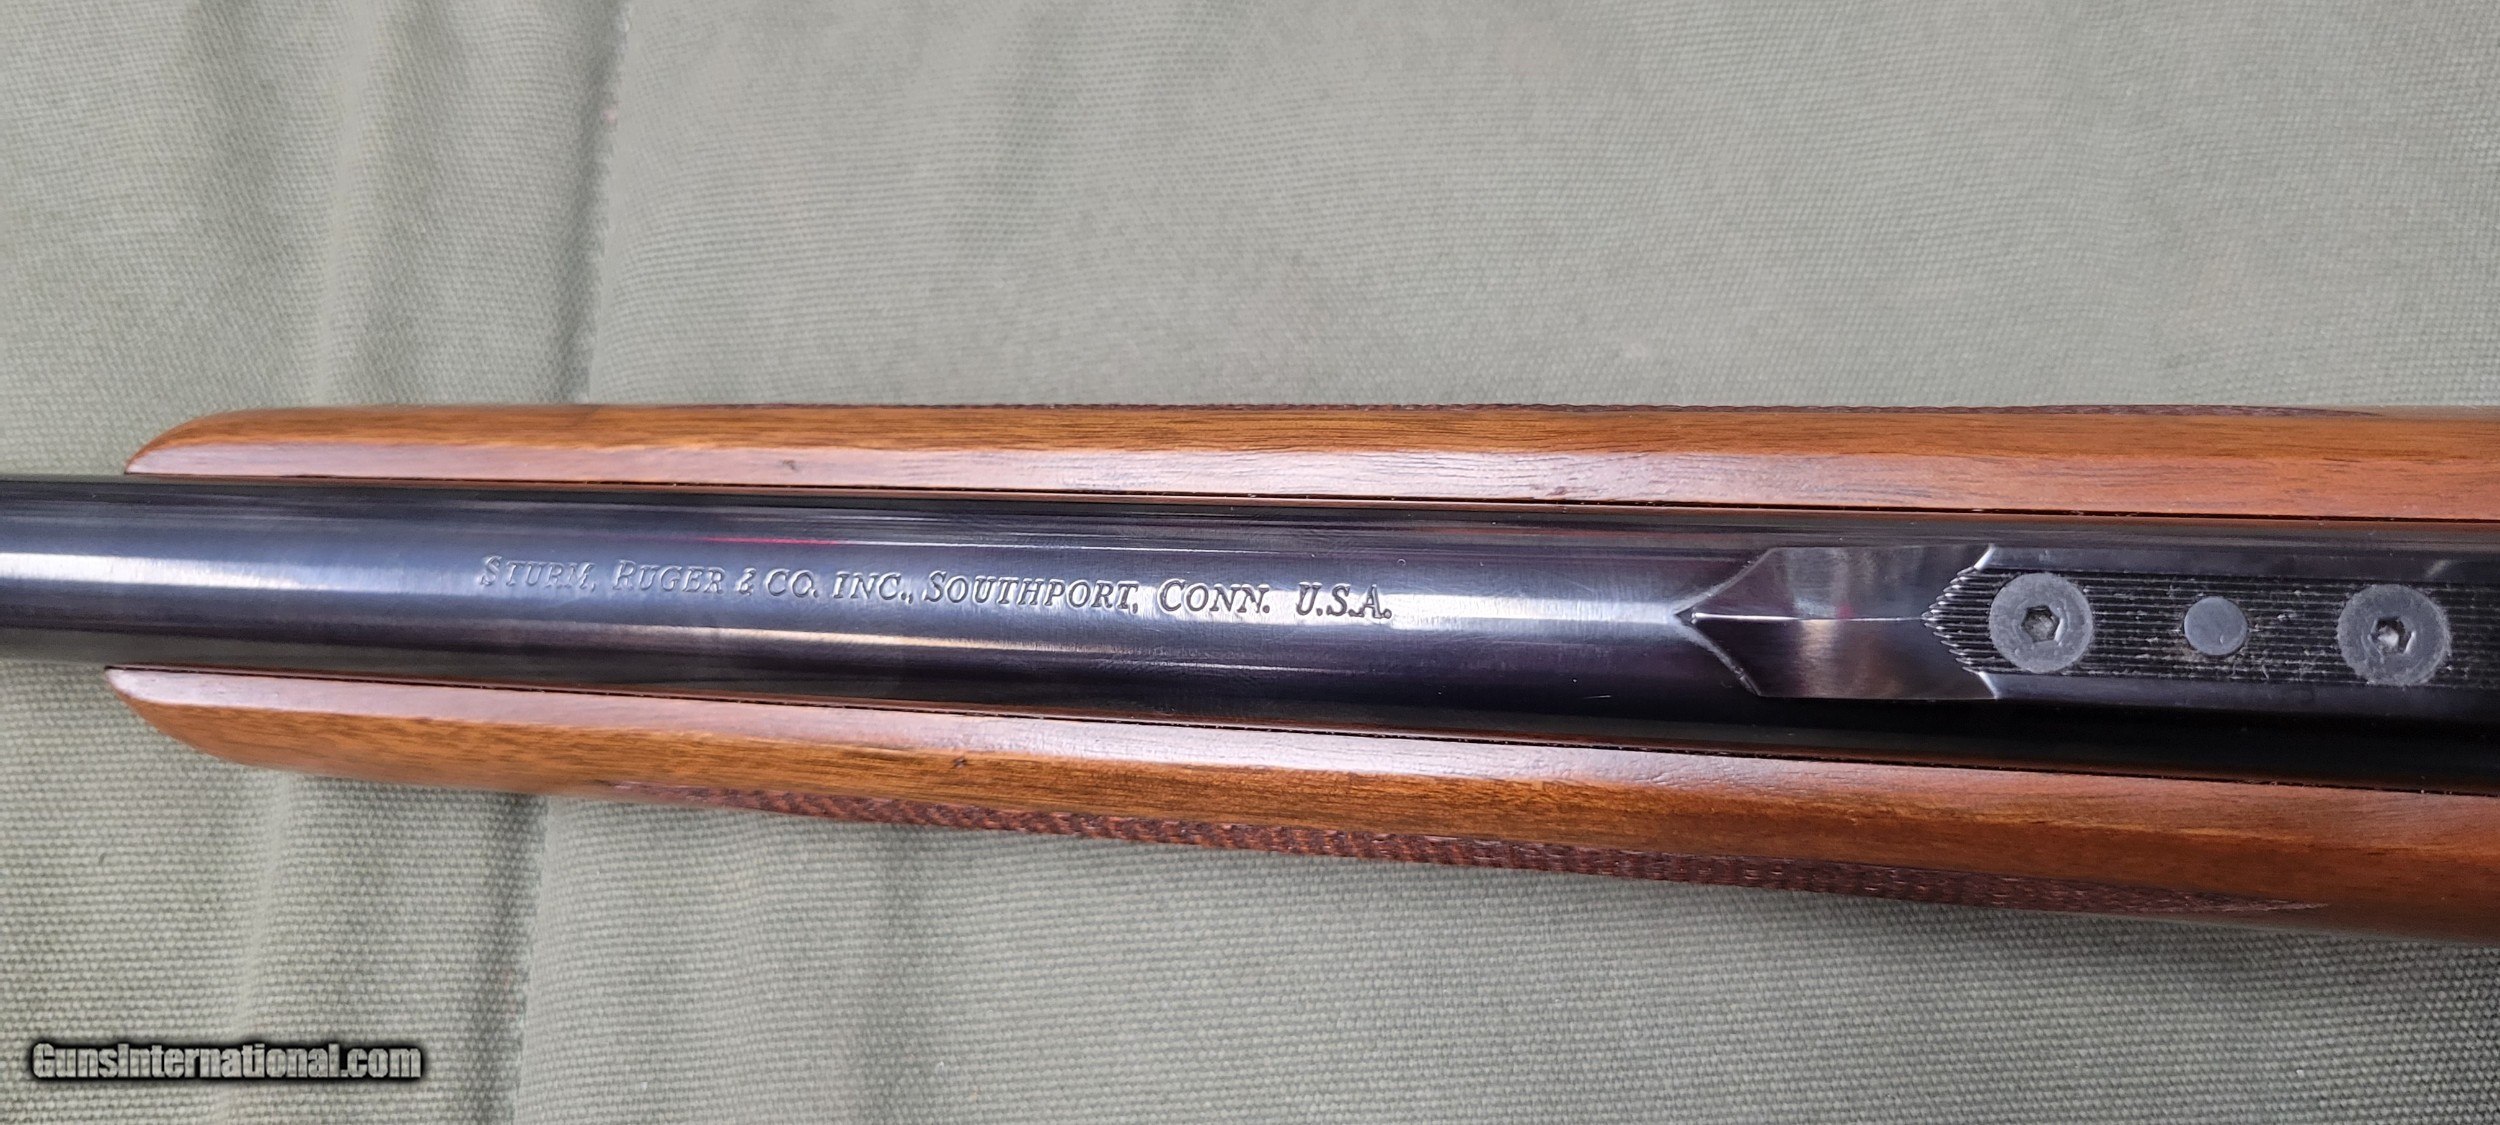 STURM, RUGER & CO. INC., SOUTHPORT, CONN. U.S.A.
GunsInternational.com